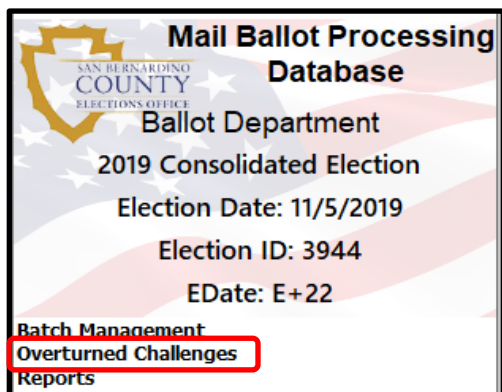 Mail Ballot Processing
Database
SAN BERNARDINO
COUNTY
ELECTIONS OFFICE
Ballot Department
2019 Consolidated Election
Election Date: 11/5/2019
Election ID: 3944
EDate: E+22
Batch Management
Overturned Challenges
Reports